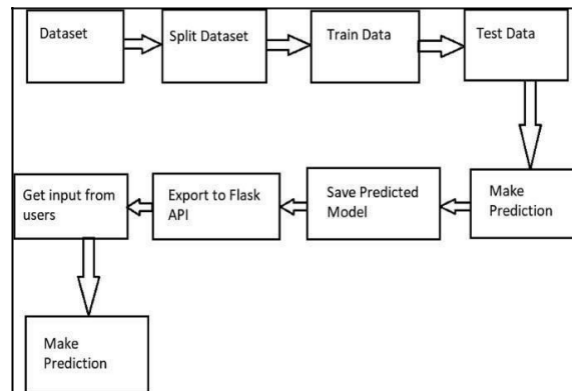 Dataset
Split Dataset
Train Data
Test Data
Make
Prediction
Save Predicted
Model
Export to Flask
API
Get input from
users
Make
Prediction